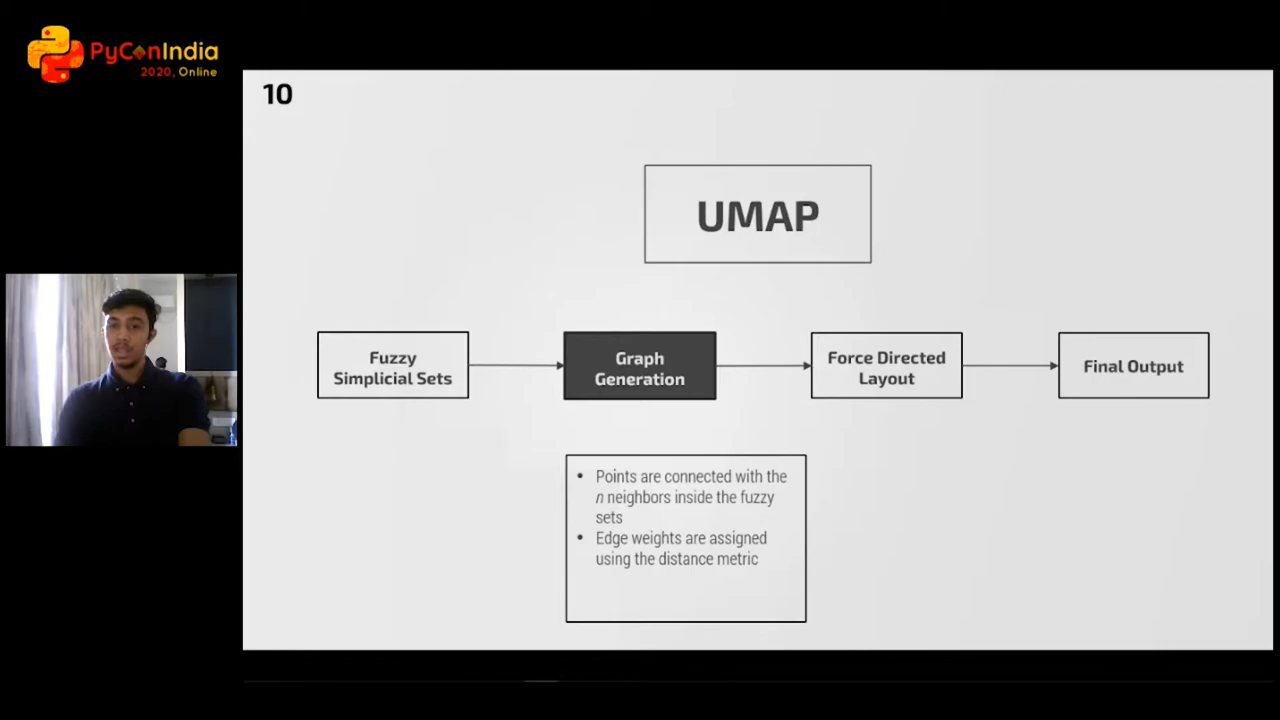 PyConIndia
2020, Online
10
UMAP
Fuzzy
Simplicial Sets
Graph
Generation
Force Directed
Layout
Final Output
• Points are connected with the
n neighbors inside the fuzzy
sets
• Edge weights are assigned
using the distance metric